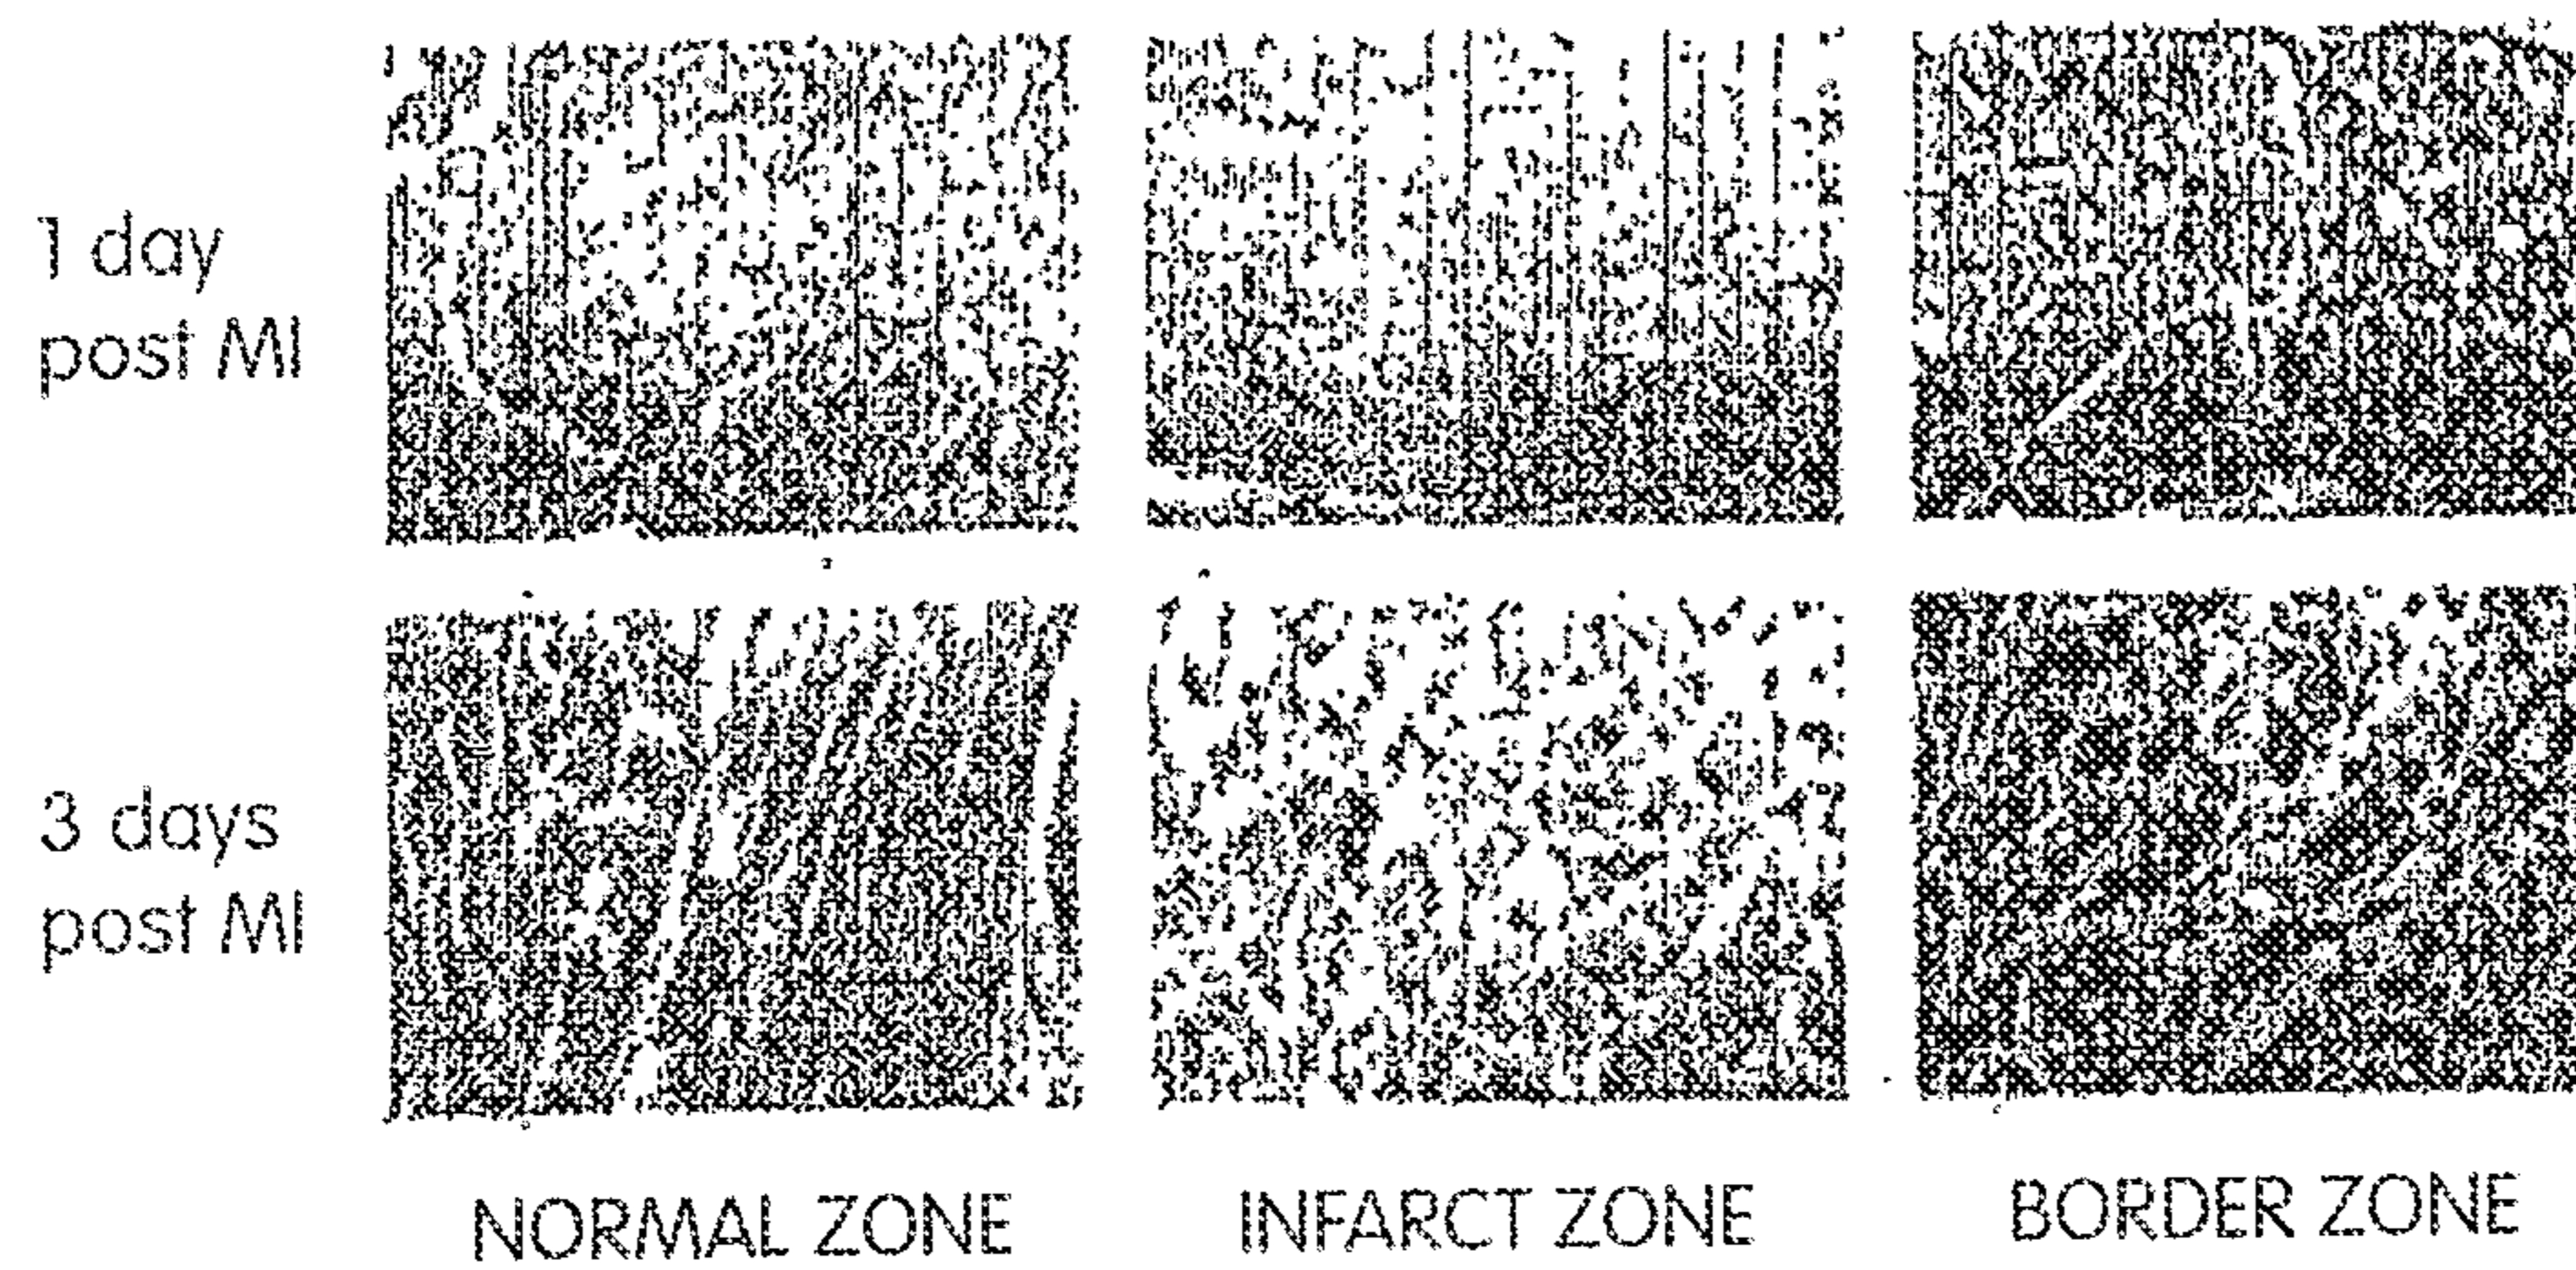 1 day
post MI
3 days
post MI
NORMAL ZONE
INFARCT ZONE
BORDER ZONE